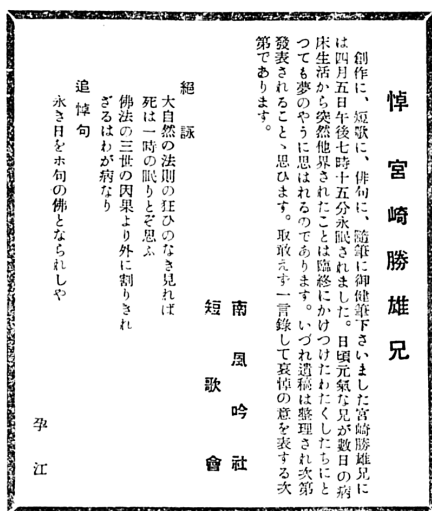 悼宮崎勝雄兄
創作に、短歌に、俳句に、隨筆に御健筆下さいました宮崎勝雄兄に
は四月五日午後七時十五分永眠されました。日頃元氣な兄が數日の病
床生活から突然他界されたことは臨終にかけつけたわたくしたちにと
つても夢のやうに思はれるのであります。いづれ遺稿は整理され次第
發表されることゝ思ひます。取敢えず一言錄して哀悼の意を表する次
第であります。
南風吟社
短歌會
絕詠
大自然の法則の狂ひのなき見れば
死は一時の眠りとぞ思ふ
佛法の三世の因果より外に割りされ
ざるはわが病なり
追悼句
永き日をホ句の佛となられしや
孕江